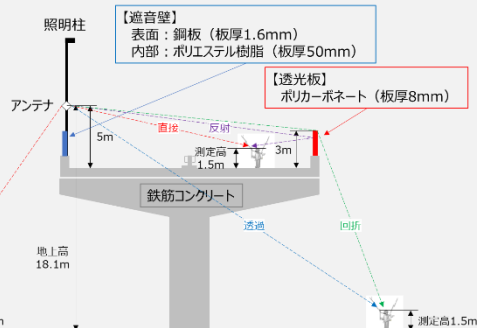 照明柱
【遮音壁】
表面：鋼板（板厚1.6mm）
内部：ポリエステル樹脂（板厚50mm）
【透光板】
ポリカーボネート（板厚8mm）
アンテナ
5m
直接
反射
測定高
1.5m
3m
鉄筋コンクリート
地上高
18.1m
透過
回折
測定高1.5m
m